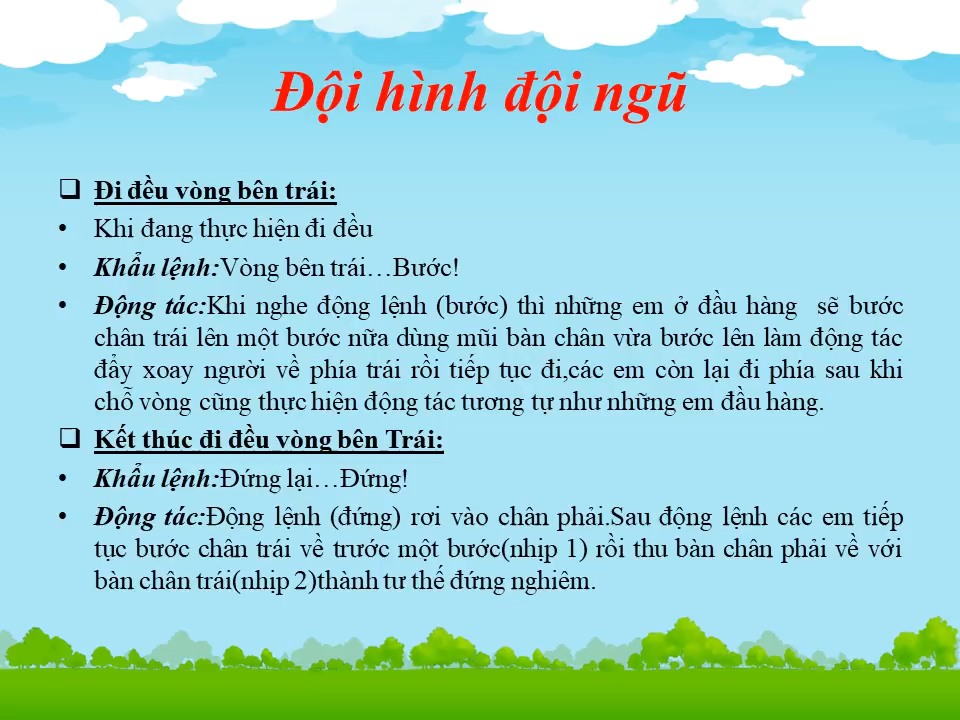 Đội hình đội ngũ
Đi đều vòng bên trái:
• Khi đang thực hiện đi đều
• Khẩu lệnh:Vòng bên trái…Bước!
• Động tác:Khi nghe động lệnh (bước) thì những em ở đầu hàng sẽ bước
chân trái lên một bước nữa dùng mũi bàn chân vừa bước lên làm động tác
đẩy xoay người về phía trái rồi tiếp tục đi,các em còn lại đi phía sau khi
chỗ vòng cũng thực hiện động tác tương tự như những em đầu hàng.
Kết thúc đi đều vòng bên Trái:
• Khẩu lệnh:Đứng lại…Đứng!
• Động tác:Động lệnh (đứng) rơi vào chân phải.Sau động lệnh các em tiếp
tục bước chân trái về trước một bước(nhịp 1) rồi thu bàn chân phải về với
bàn chân trái(nhịp 2)thành tư thế đứng nghiêm.